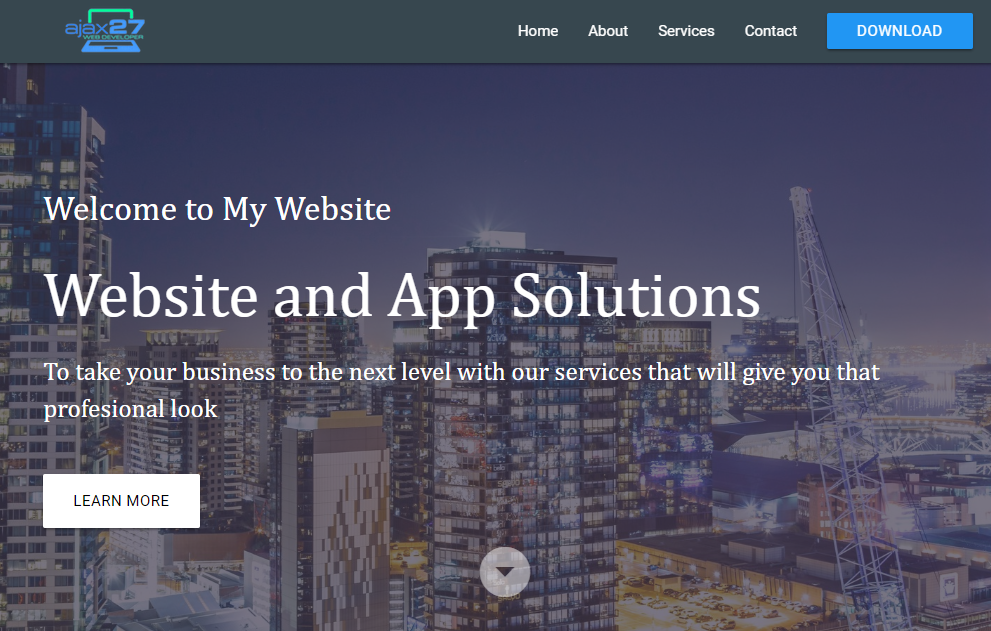 ajax27
WEB DEVELOPER
Home About Services Contact DOWNLOAD
Welcome to My Website
Website and App Solutions
To take your business to the next level with our services that will give you that
profesional look
LEARN MORE